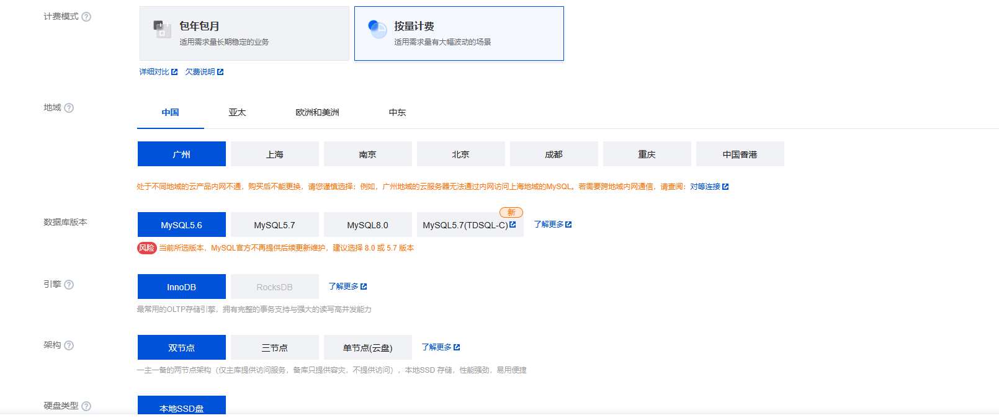 计费模式
包年包月
适用需求量长期稳定的业务
按量计费
适用需求量有大幅波动的场景
详细对比 欠费说明
地域
中国 亚太 欧洲和美洲 中东
广州 上海 南京 北京 成都 重庆 中国香港
处于不同地域的云产品内网不通，购买后不能更换，请您谨慎选择；例如，广州地域的云服务器无法通过内网访问上海地域的MySQL。若需要跨地域内网通信，请查阅：对等连接
新
数据库版本
MySQL5.6 MySQL5.7 MySQL8.0 MySQL5.7(TDSQL-C) 了解更多
风险 当前所选版本，MySQL官方不再提供后续更新维护，建议选择 8.0 或 5.7 版本
引擎
InnoDB RocksDB 了解更多
最常用的OLTP存储引擎，拥有完整的事务支持与强大的读写高并发能力
架构
双节点 三节点 单节点(云盘) 了解更多
一主一备的两节点架构（仅主库提供访问服务，备库只提供容灾，不提供访问），本地SSD 存储，性能强劲，易用便捷
硬盘类型
本地SSD盘